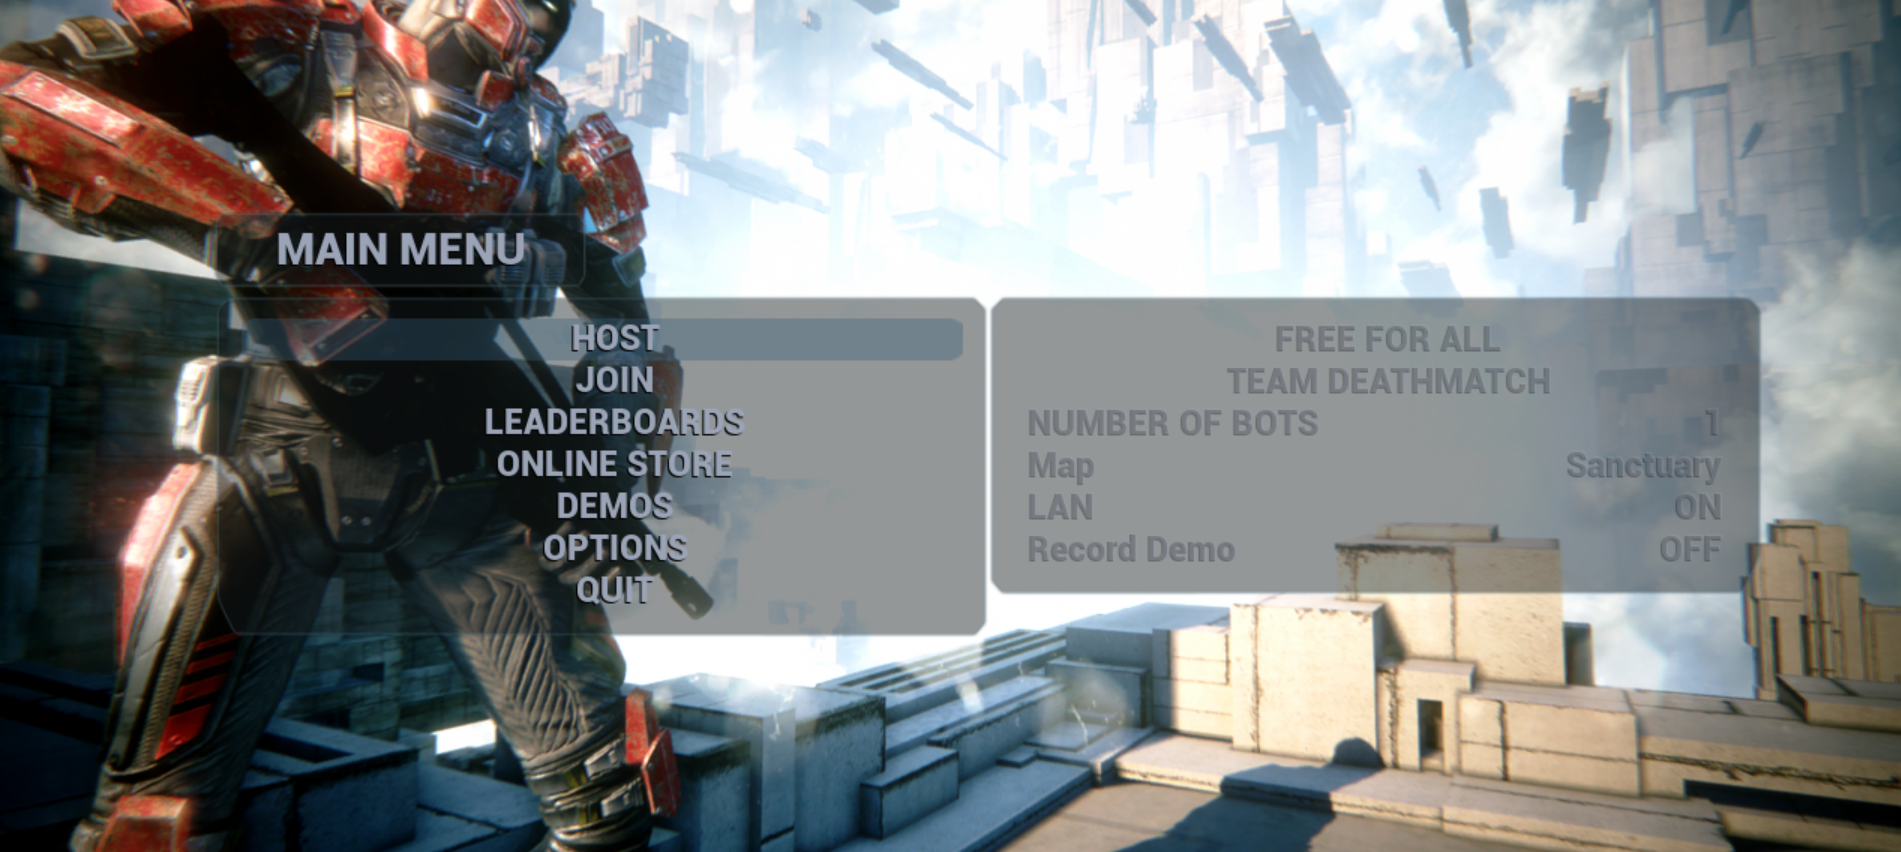 MAIN MENU
HOST
JOIN
LEADERBOARDS
ONLINE STORE
DEMOS
OPTIONS
QUIT
FREE FOR ALL
TEAM DEATHMATCH
NUMBER OF BOTS 1
Map Sanctuary
LAN ON
Record Demo OFF